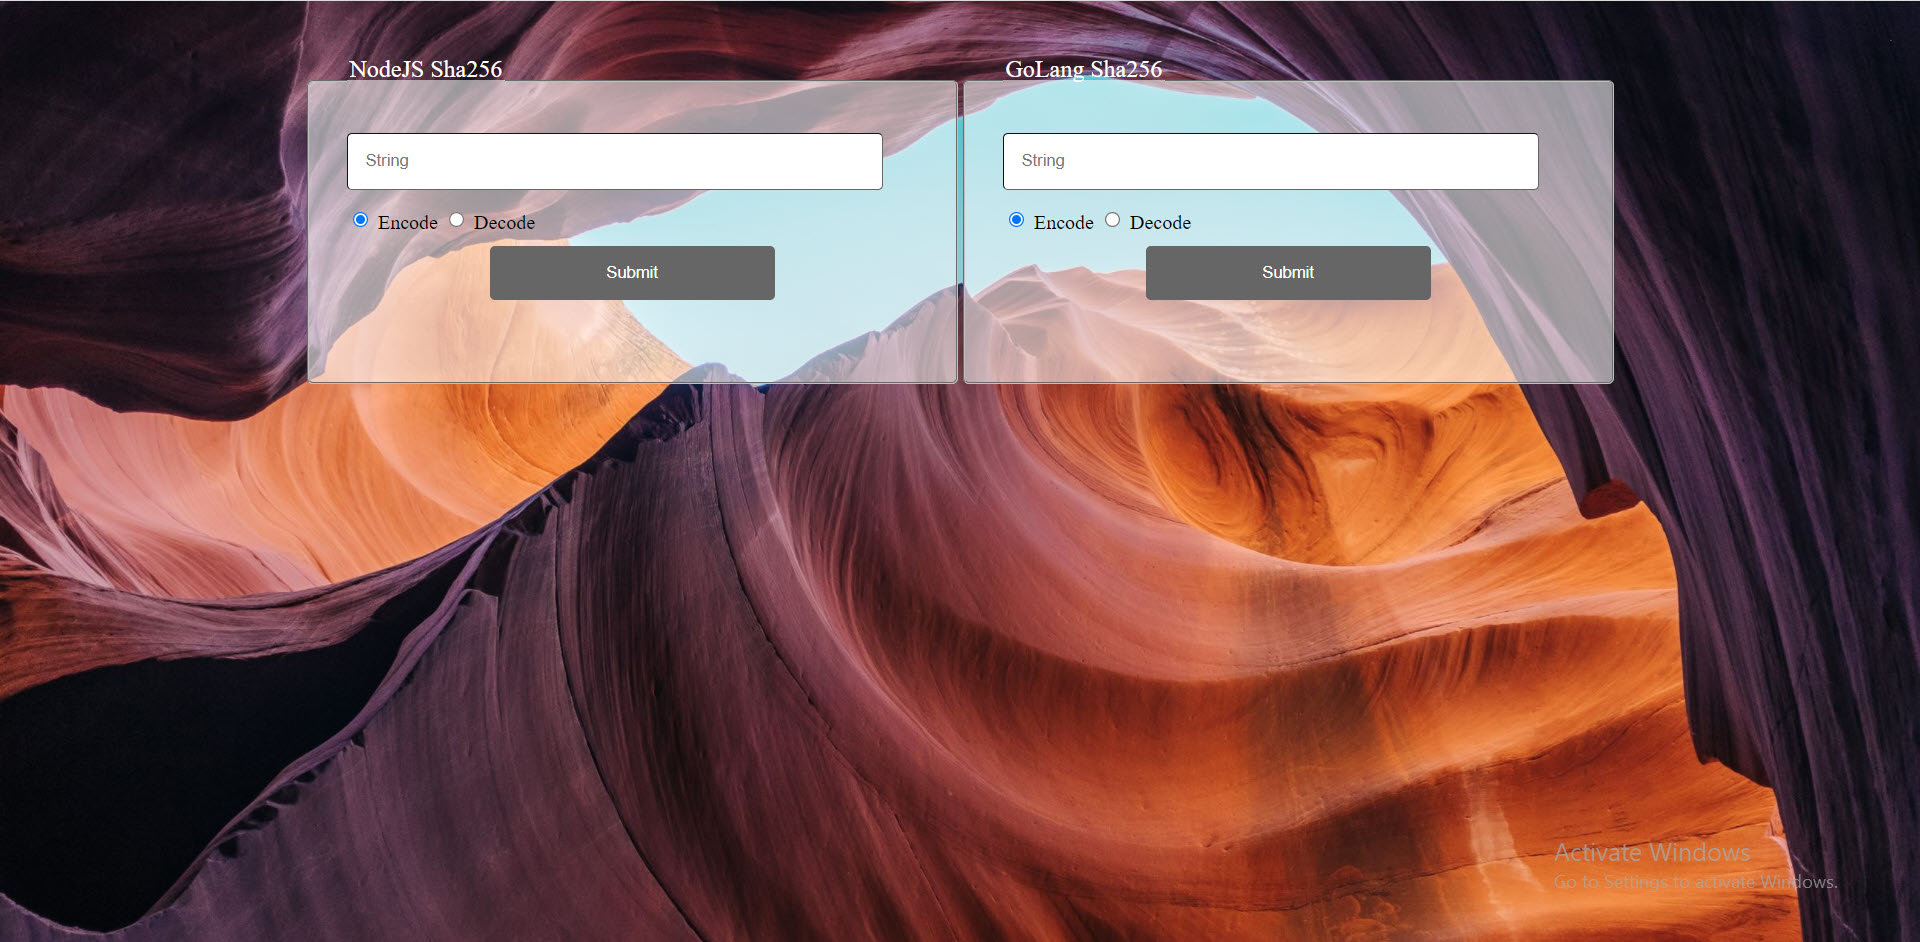 NodeJS Sha256
String
Encode Decode
Submit
GoLang Sha256
String
Encode Decode
Submit
Activate Windows
Go to Settings to activate Windows.